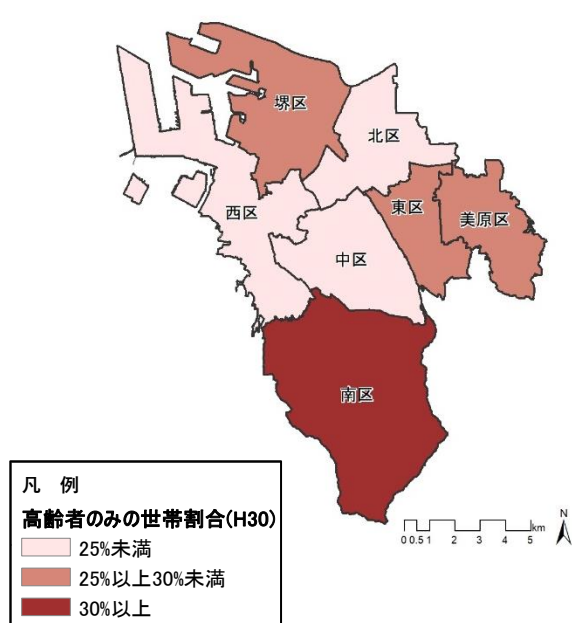 堺区
北区
西区
東区
美原区
中区
南区
凡 例
高齢者のみの世帯割合(H30)
25%未満
25%以上30%未満
30%以上
N
km
0 0.5 1 2 3 4 5